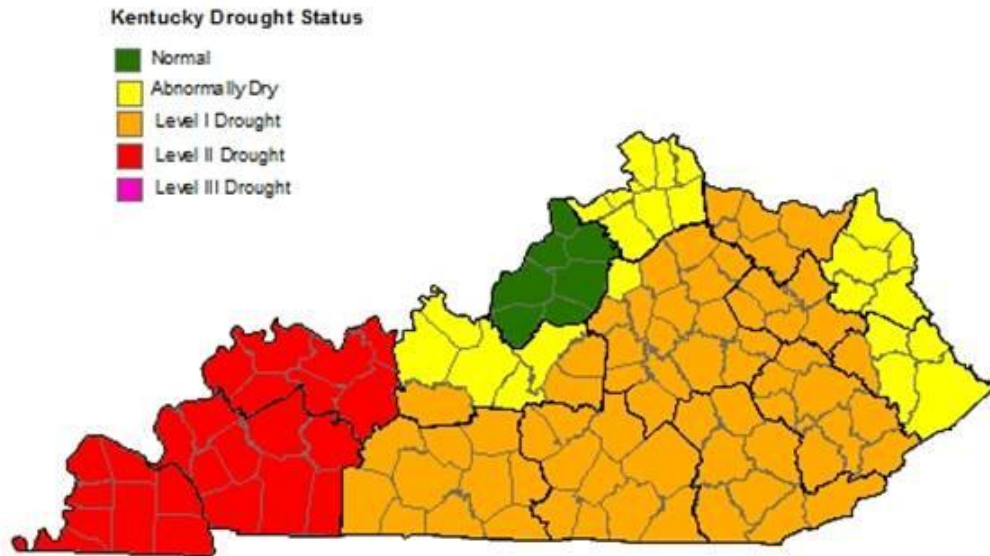 Kentucky Drought Status
Normal
Abnormally Dry
Level I Drought
Level II Drought
Level III Drought